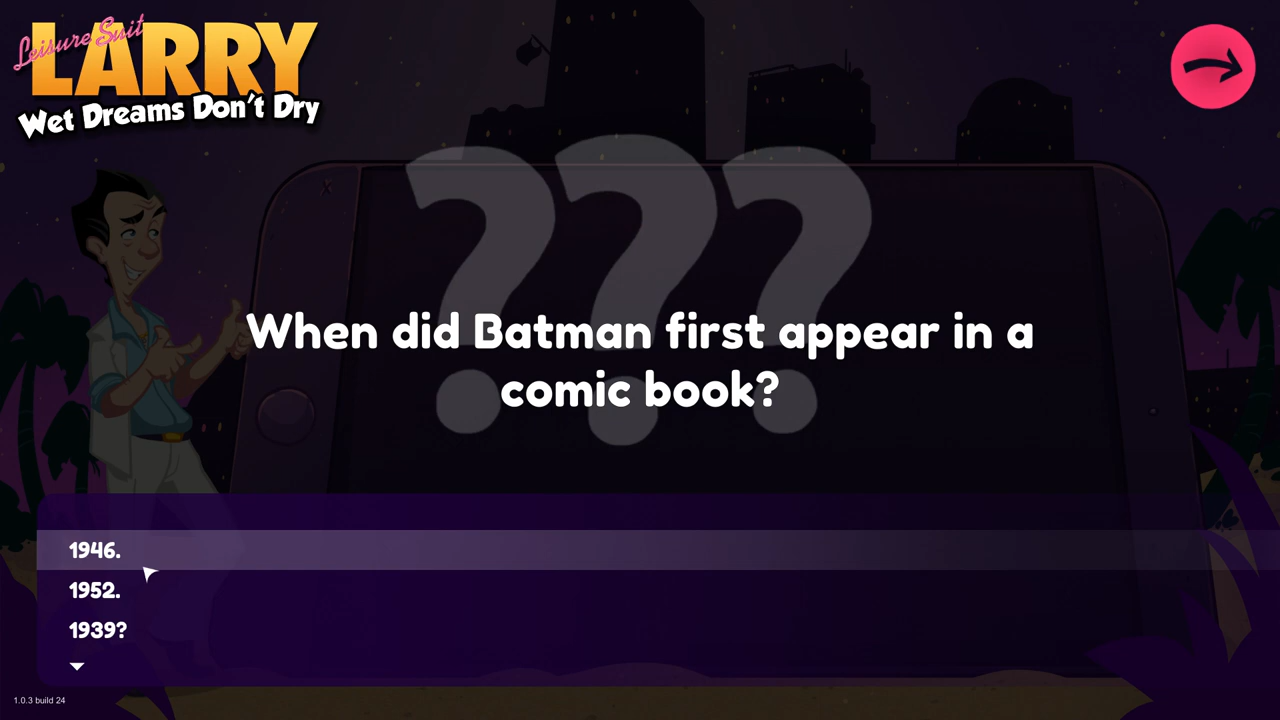 Leisure Suit
LARRY
Wet Dreams Don't Dry
When did Batman first appear in a
comic book?
1946.
1952.
1939?
1.0.3 build 24
???